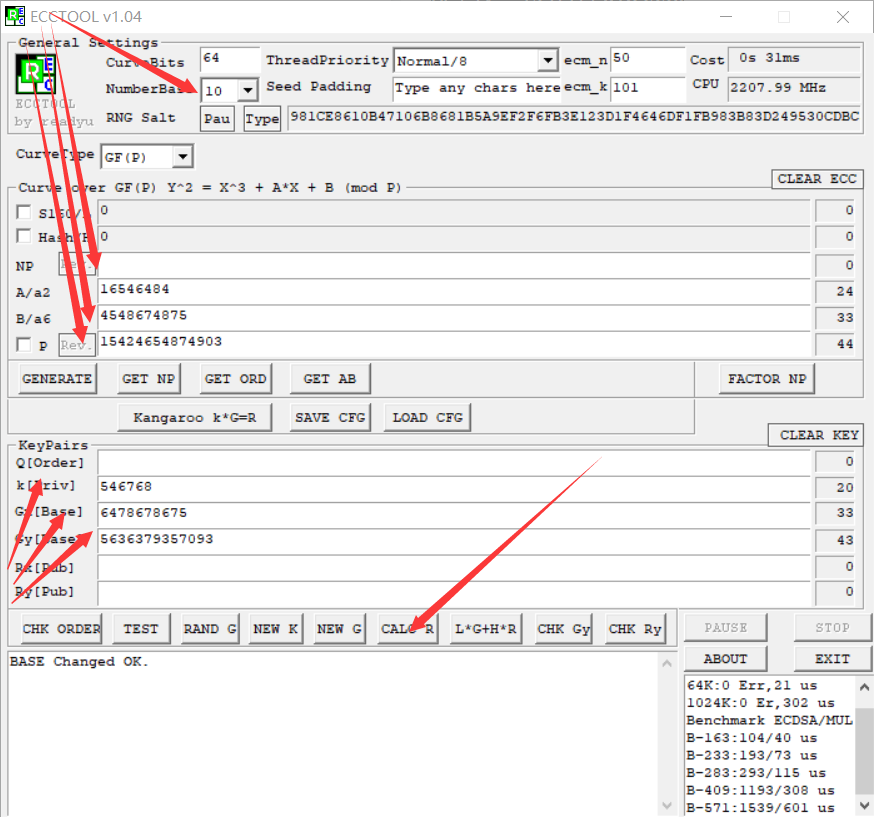 ECCTOOL v1.04
General Settings
CurveBits 64 ThreadPriority Normal/8 ecm_n 50 Cost 0s 31ms
10 Seed Padding Type any chars here ecm_k 101 CPU 2207.99 MHz
ECCTOOL
by readyu
RNG Salt Pau Type 981CE8610B47106B8681B5A9EF2F6FB3E123D1F4646DF1FB983B83D249530CDBC
CurveType GF(P)
CLEAR ECC
Curve over GF(P) Y^2 = X^3 + A*X + B (mod P)
0 0
0 0
NP 0
A/a2 16546484 24
B/a6 4548674875 33
P Rev. 15424654874903 44
GENERATE GET NP GET ORD GET AB FACTOR NP
Kangaroo k*G=R SAVE CFG LOAD CFG
CLEAR KEY
KeyPairs
Q[Order] 0
k[Priv] 546768 20
Gx[Base] 6478678675 33
Gy[Base] 5636379357093 43
Rx[Pub] 0
Ry[Pub] 0
CHK ORDER TEST RAND G NEW K NEW G CALC R L*G+H*R CHK Gy CHK Ry PAUSE STOP
ABOUT EXIT
BASE Changed OK.
64K:0 Err,21 us
1024K:0 Er,302 us
Benchmark ECDSA/MUL
B-163:104/40 us
B-233:193/73 us
B-283:293/115 us
B-409:1193/308 us
B-571:1539/601 us